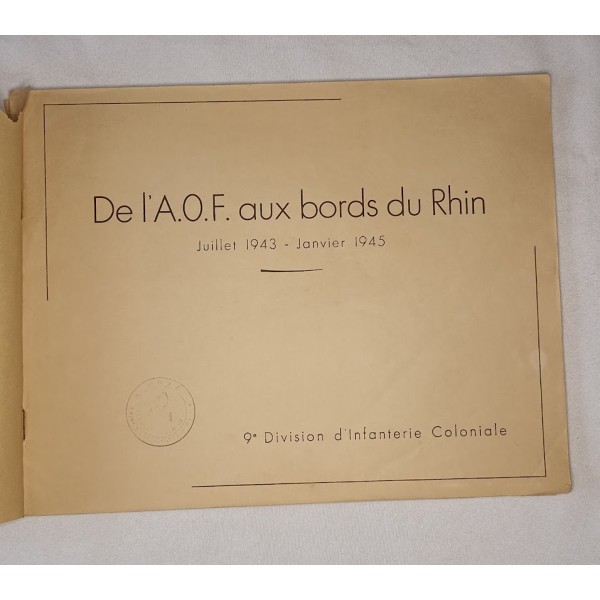 De l'A.O.F. aux bords du Rhin
Juillet 1943 - Janvier 1945
9e Division d'Infanterie Coloniale